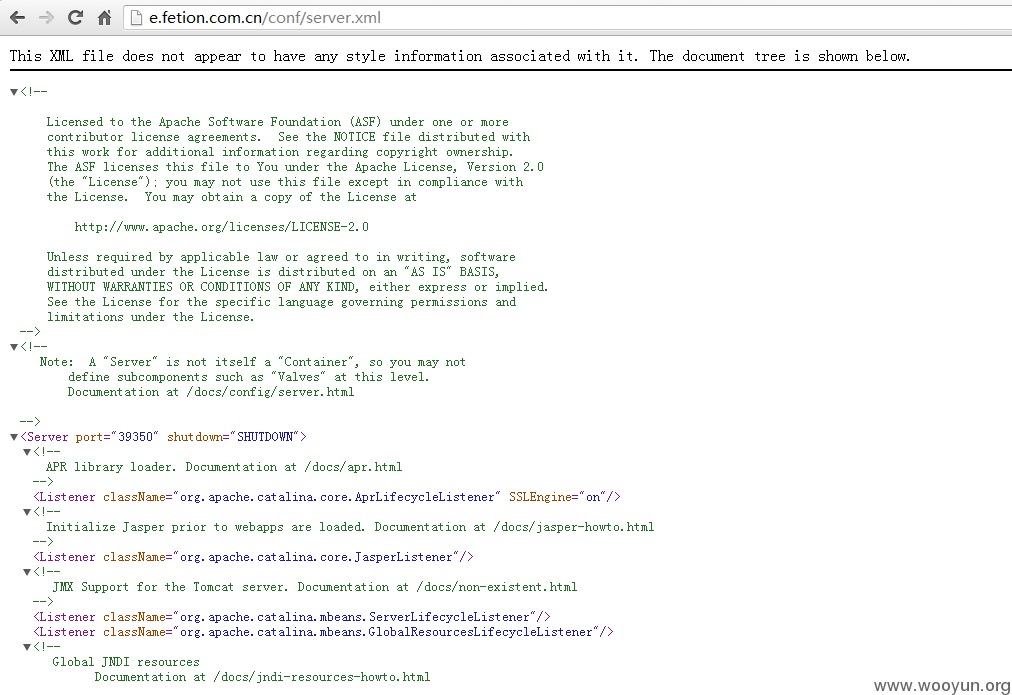 e.fetion.com.cn/conf/server.xml
This XML file does not appear to have any style information associated with it. The document tree is shown below.
▼<!--
Licensed to the Apache Software Foundation (ASF) under one or more
contributor license agreements.  See the NOTICE file distributed with
this work for additional information regarding copyright ownership.
The ASF licenses this file to You under the Apache License, Version 2.0
(the "License"); you may not use this file except in compliance with
the License.  You may obtain a copy of the License at
http://www.apache.org/licenses/LICENSE-2.0
Unless required by applicable law or agreed to in writing, software
distributed under the License is distributed on an "AS IS" BASIS,
WITHOUT WARRANTIES OR CONDITIONS OF ANY KIND, either express or implied.
See the License for the specific language governing permissions and
limitations under the License.
-->
▼<!--
Note:  A "Server" is not itself a "Container", so you may not
define subcomponents such as "Valves" at this level.
Documentation at /docs/config/server.html
-->
▼<Server port="39350" shutdown="SHUTDOWN">
▼<!--
APR library loader. Documentation at /docs/apr.html
-->
<Listener className="org.apache.catalina.core.AprLifecycleListener" SSLEngine="on"/>
▼<!--
Initialize Jasper prior to webapps are loaded. Documentation at /docs/jasper-howto.html
-->
<Listener className="org.apache.catalina.core.JasperListener"/>
▼<!--
JMX Support for the Tomcat server. Documentation at /docs/non-existent.html
-->
<Listener className="org.apache.catalina.mbeans.ServerLifecycleListener"/>
<Listener className="org.apache.catalina.mbeans.GlobalResourcesLifecycleListener"/>
▼<!--
Global JNDI resources
Documentation at /docs/jndi-resources-howto.html
www.wooyun.org